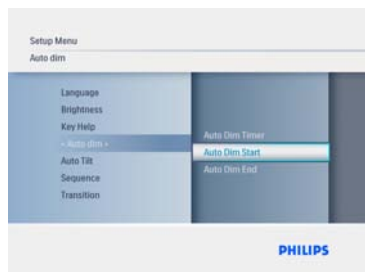 Setup Menu
Auto dim
Language
Brightness
Key Help
‹ Auto dim ›
Auto Tilt
Sequence
Transition
Auto Dim Timer
Auto Dim Start
Auto Dim End
PHILIPS